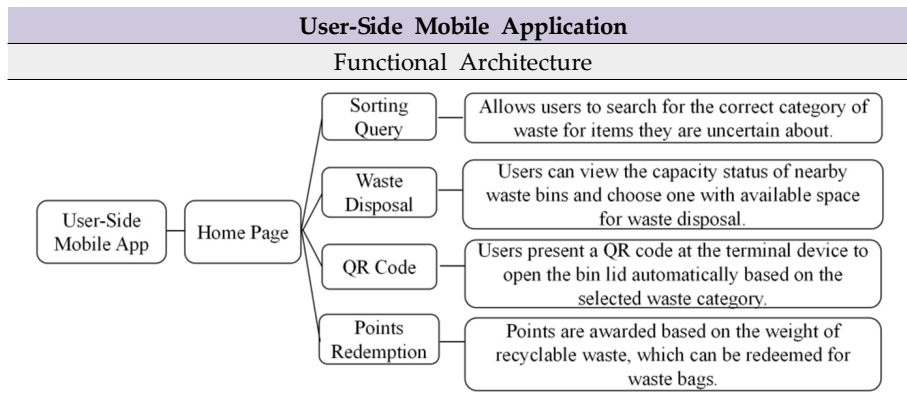 User-Side Mobile Application
Functional Architecture
User-Side
Mobile App
Home Page
Sorting
Query
Allows users to search for the correct category of
waste for items they are uncertain about.
Waste
Disposal
Users can view the capacity status of nearby
waste bins and choose one with available space
for waste disposal.
QR Code
Users present a QR code at the terminal device to
open the bin lid automatically based on the
selected waste category.
Points
Redemption
Points are awarded based on the weight of
recyclable waste, which can be redeemed for
waste bags.